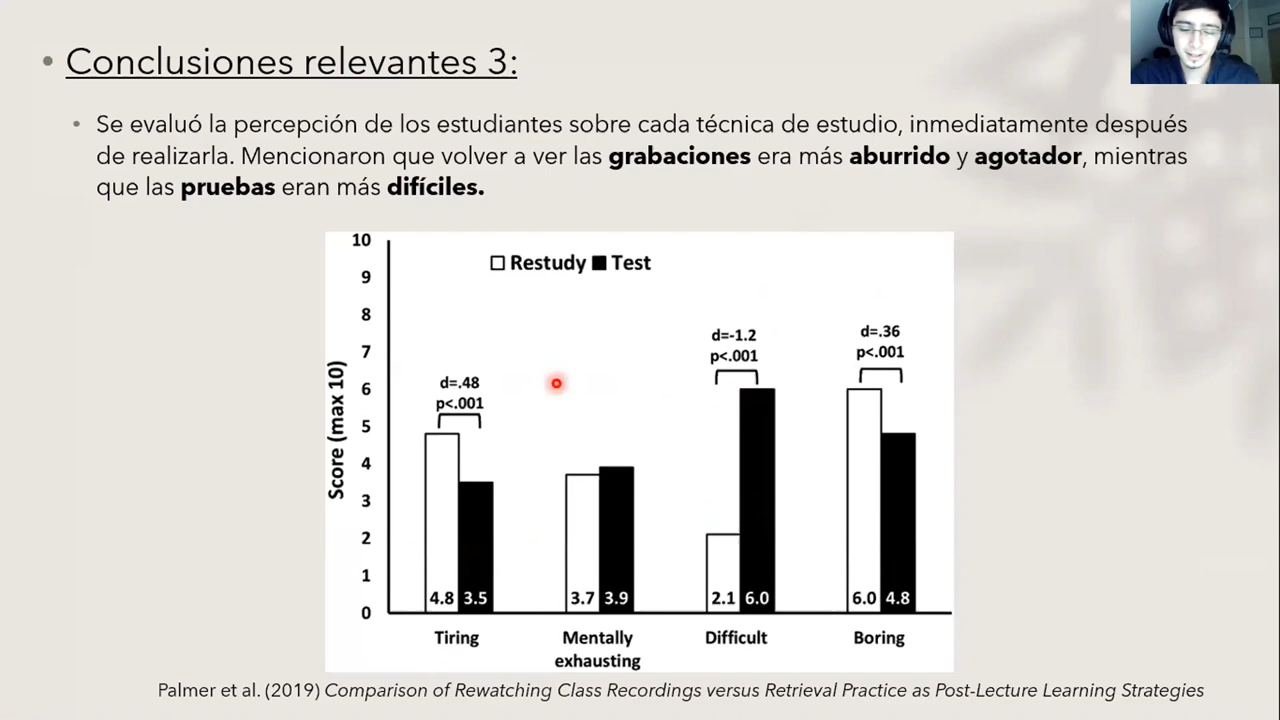 • Conclusiones relevantes 3:
• Se evaluó la percepción de los estudiantes sobre cada técnica de estudio, inmediatamente después
de realizarla. Mencionaron que volver a ver las grabaciones era más aburrido y agotador, mientras
que las pruebas eran más difíciles.
Restudy Test
Score (max 10)
10
9
8
7
6
5
4
3
2
1
0
d=.48
p<.001
d=-1.2
p<.001
d=.36
p<.001
4.8 3.5
3.7 3.9
2.1 6.0
6.0 4.8
Tiring
Mentally
exhausting
Difficult
Boring
Palmer et al. (2019) Comparison of Rewatching Class Recordings versus Retrieval Practice as Post-Lecture Learning Strategies